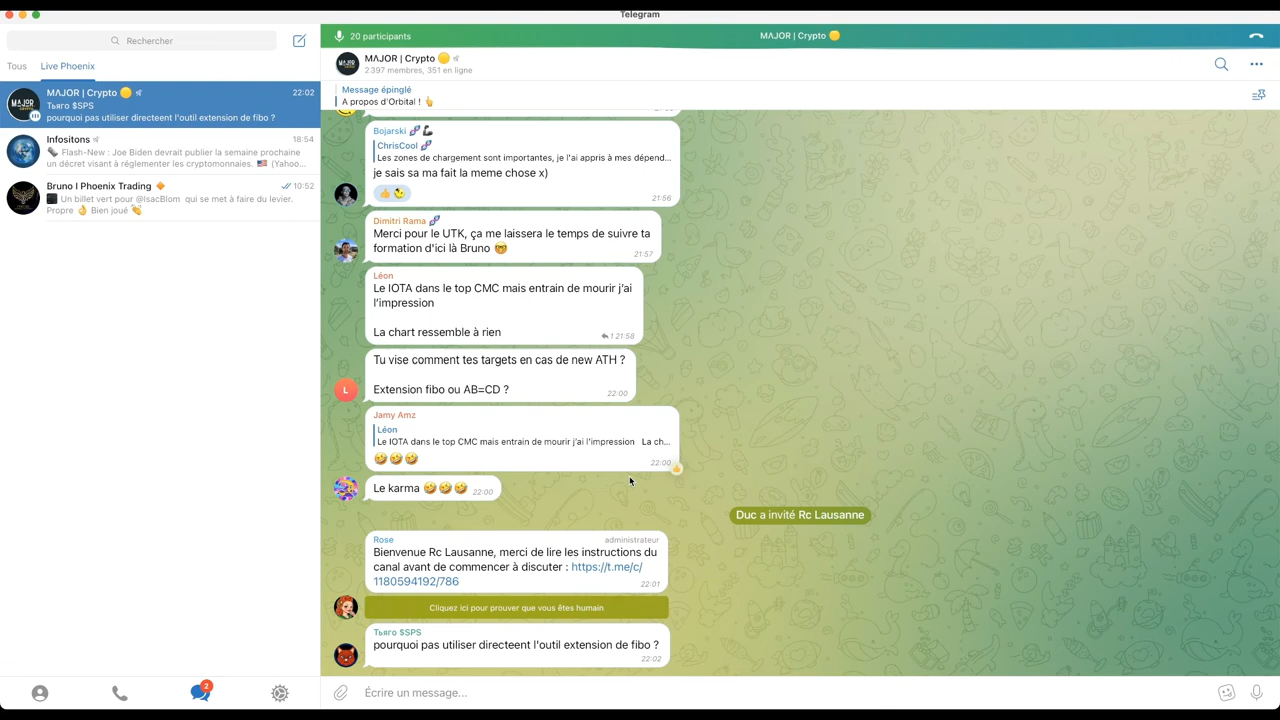 Telegram
Rechercher
Tous
Live Phoenix
MΛJOR | Crypto
22:02
Тьяго $SPS
pourquoi pas utiliser directeent l'outil extension de fibo ?
Infositons
18:54
Flash-New : Joe Biden devrait publier la semaine prochaine
un décret visant à réglementer les cryptomonnaies. 🇺🇸 (Yahoo...
Bruno I Phoenix Trading 🔸
10:52
Un billet vert pour @IsacBlom qui se met à faire du levier.
Propre 👌 Bien joué 👏
2
20 participants
MΛJOR | Crypto
MΛJOR | Crypto
2 397 membres, 351 en ligne
Message épinglé
A propos d'Orbital ! 👆
Bojarski 🧬 🦾
ChrisCool 🧬
Les zones de chargement sont importantes, je l'ai appris à mes dépend...
je sais sa ma fait la meme chose x)
21:56
Dimitri Rama 🧬
Merci pour le UTK, ça me laissera le temps de suivre ta
formation d'ici là Bruno 🤓
21:57
Léon
Le IOTA dans le top CMC mais entrain de mourir j'ai
l'impression
La chart ressemble à rien
1 21:58
Tu vise comment tes targets en cas de new ATH ?
Extension fibo ou AB=CD ?
22:00
L
Jamy Amz
Léon
Le IOTA dans le top CMC mais entrain de mourir j'ai l'impression La ch...
🤣🤣🤣
22:00
Le karma 🤣🤣🤣
22:00
Duc a invité Rc Lausanne
Rose
administrateur
Bienvenue Rc Lausanne, merci de lire les instructions du
canal avant de commencer à discuter : https://t.me/c/
1180594192/786
22:01
Cliquez ici pour prouver que vous êtes humain
Тьяго $SPS
pourquoi pas utiliser directeent l'outil extension de fibo ?
22:02
Écrire un message...